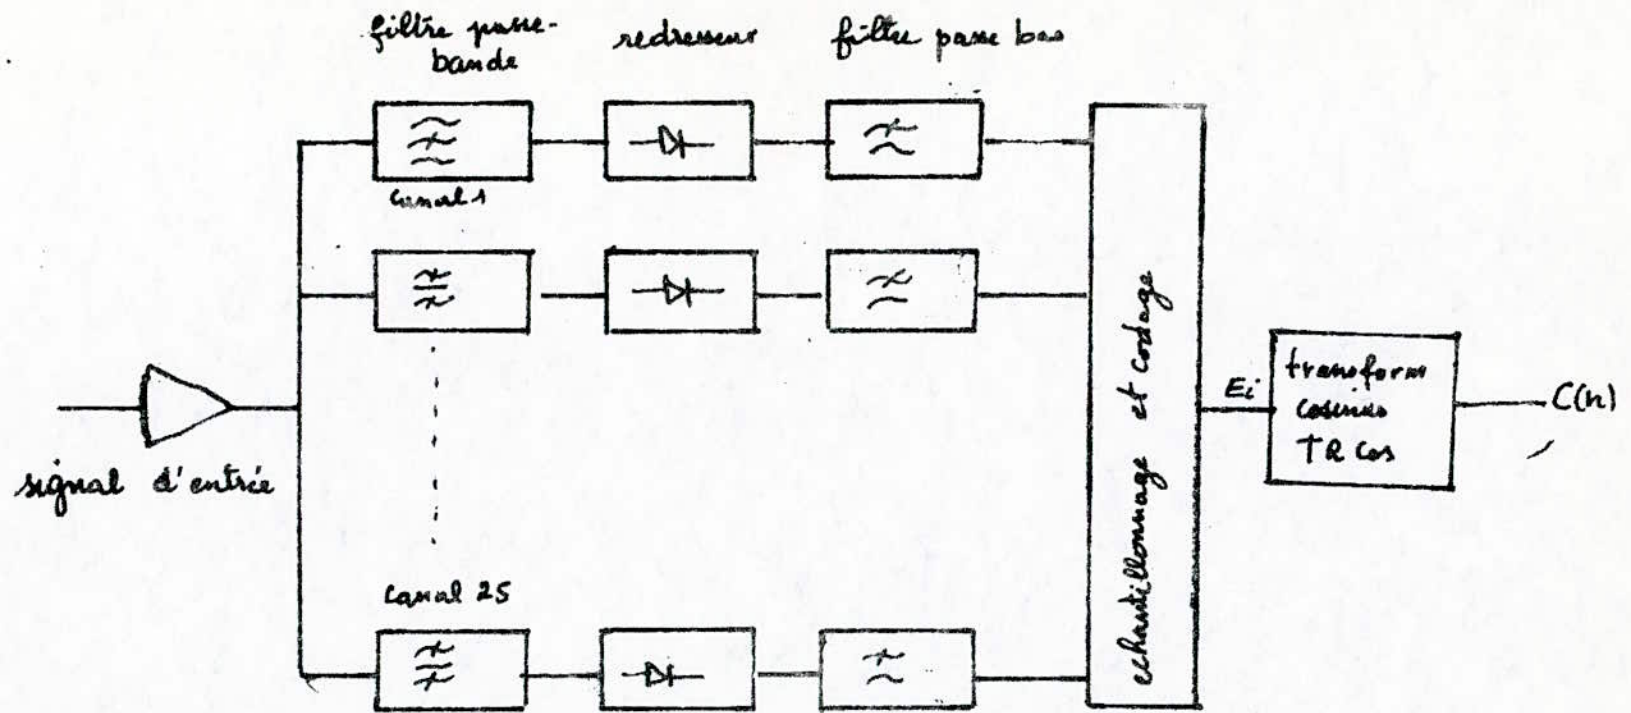 filtre passe-
bande
redresseur
filtre passe bas
canal 1
signal d'entrée
canal 25
echantillonnage et codage
Ei
transform
cosinus
TR Cos
C(n)